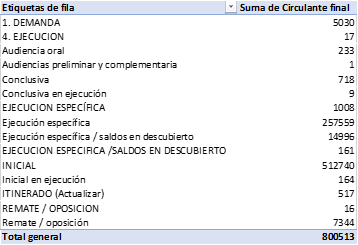 Etiquetas de fila Suma de Circulante final
1. DEMANDA 5030
4. EJECUCION 17
Audiencia oral 233
Audiencias preliminar y complementaria 1
Conclusiva 718
Conclusiva en ejecución 9
EJECUCION ESPECÍFICA 1008
Ejecución específica 257559
Ejecución específica / saldos en descubierto 14996
EJECUCION ESPECIFICA /SALDOS EN DESCUBIERTO 161
INICIAL 512740
Inicial en ejecución 164
ITINERADO (Actualizar) 517
REMATE / OPOSICION 16
Remate / oposición 7344
Total general 800513